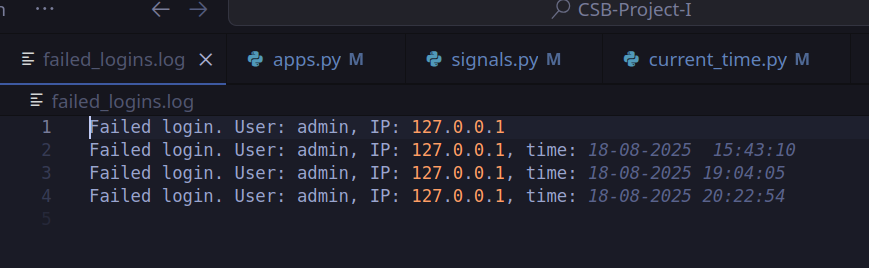 CSB-Project-I
failed_logins.log
apps.py M
signals.py M
current_time.py M
failed_logins.log
1 Failed login. User: admin, IP: 127.0.0.1
2 Failed login. User: admin, IP: 127.0.0.1, time: 18-08-2025  15:43:10
3 Failed login. User: admin, IP: 127.0.0.1, time: 18-08-2025 19:04:05
4 Failed login. User: admin, IP: 127.0.0.1, time: 18-08-2025 20:22:54
5